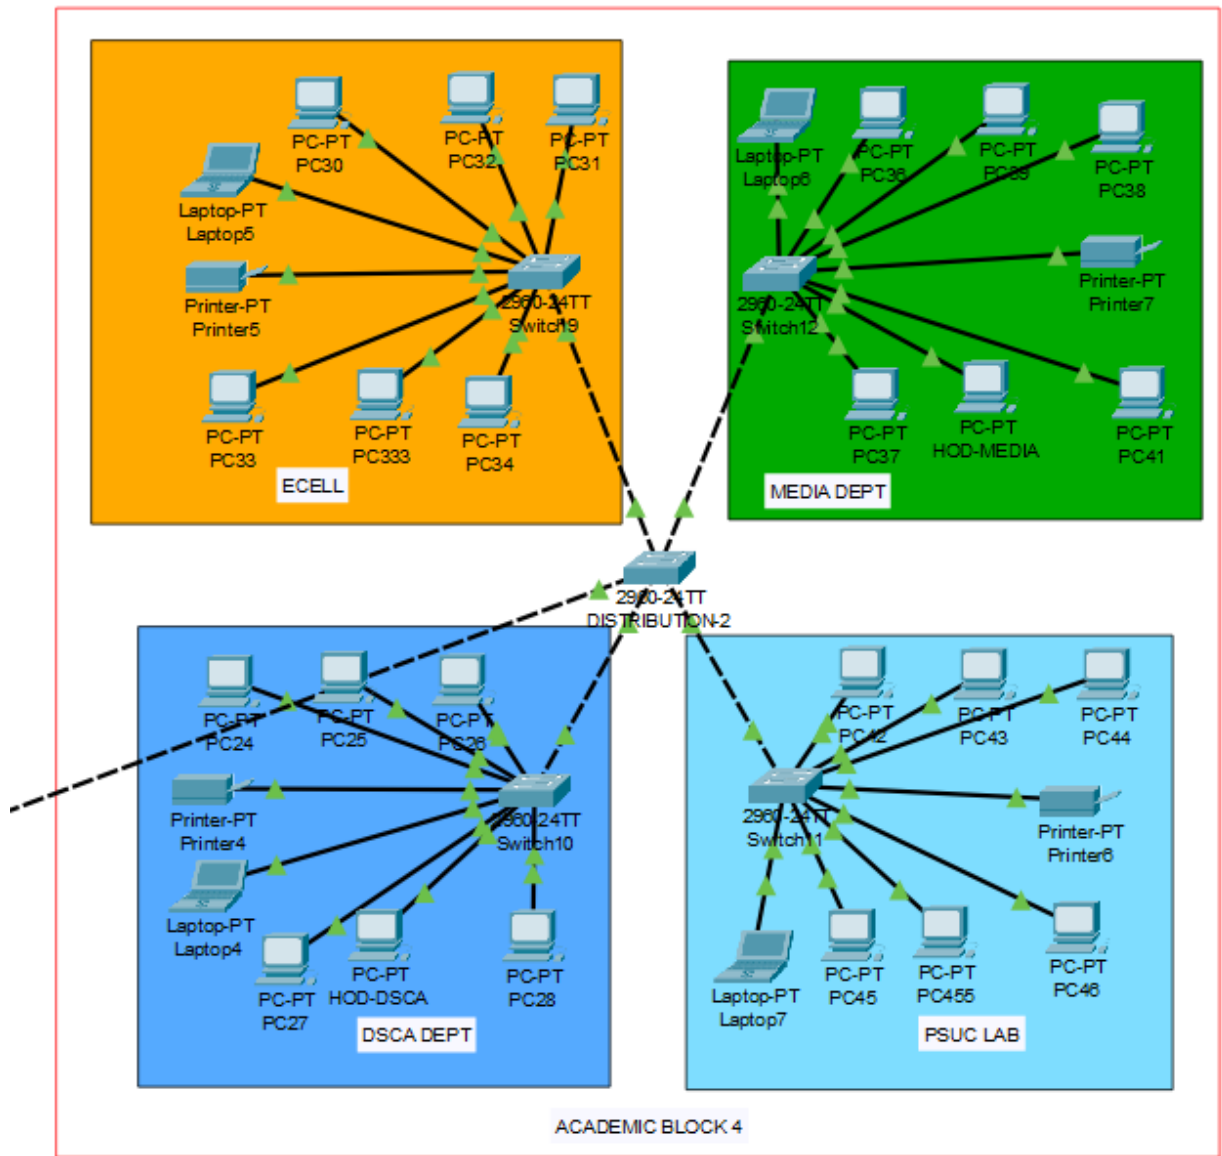 PC-PT
PC30
PC-PT
PC32
PC-PT
PC31
Laptop-PT
Laptop5
Printer-PT
Printer5
2960-24TT
Switch9
PC-PT
PC33
PC-PT
PC333
PC-PT
PC34
ECELL
Laptop-PT
Laptop6
PC-PT
PC36
PC-PT
PC39
PC-PT
PC38
2960-24TT
Switch12
Printer-PT
Printer7
PC-PT
PC37
PC-PT
HOD-MEDIA
PC-PT
PC41
MEDIA DEPT
2960-24TT
DISTRIBUTION-2
PC-PT
PC24
PC-PT
PC25
PC-PT
PC26
Printer-PT
Printer4
2960-24TT
Switch10
Laptop-PT
Laptop4
PC-PT
PC27
PC-PT
HOD-DSCA
PC-PT
PC28
DSCA DEPT
PC-PT
PC42
PC-PT
PC43
PC-PT
PC44
2960-24TT
Switch11
Printer-PT
Printer6
Laptop-PT
Laptop7
PC-PT
PC45
PC-PT
PC455
PC-PT
PC46
PSUC LAB
ACADEMIC BLOCK 4